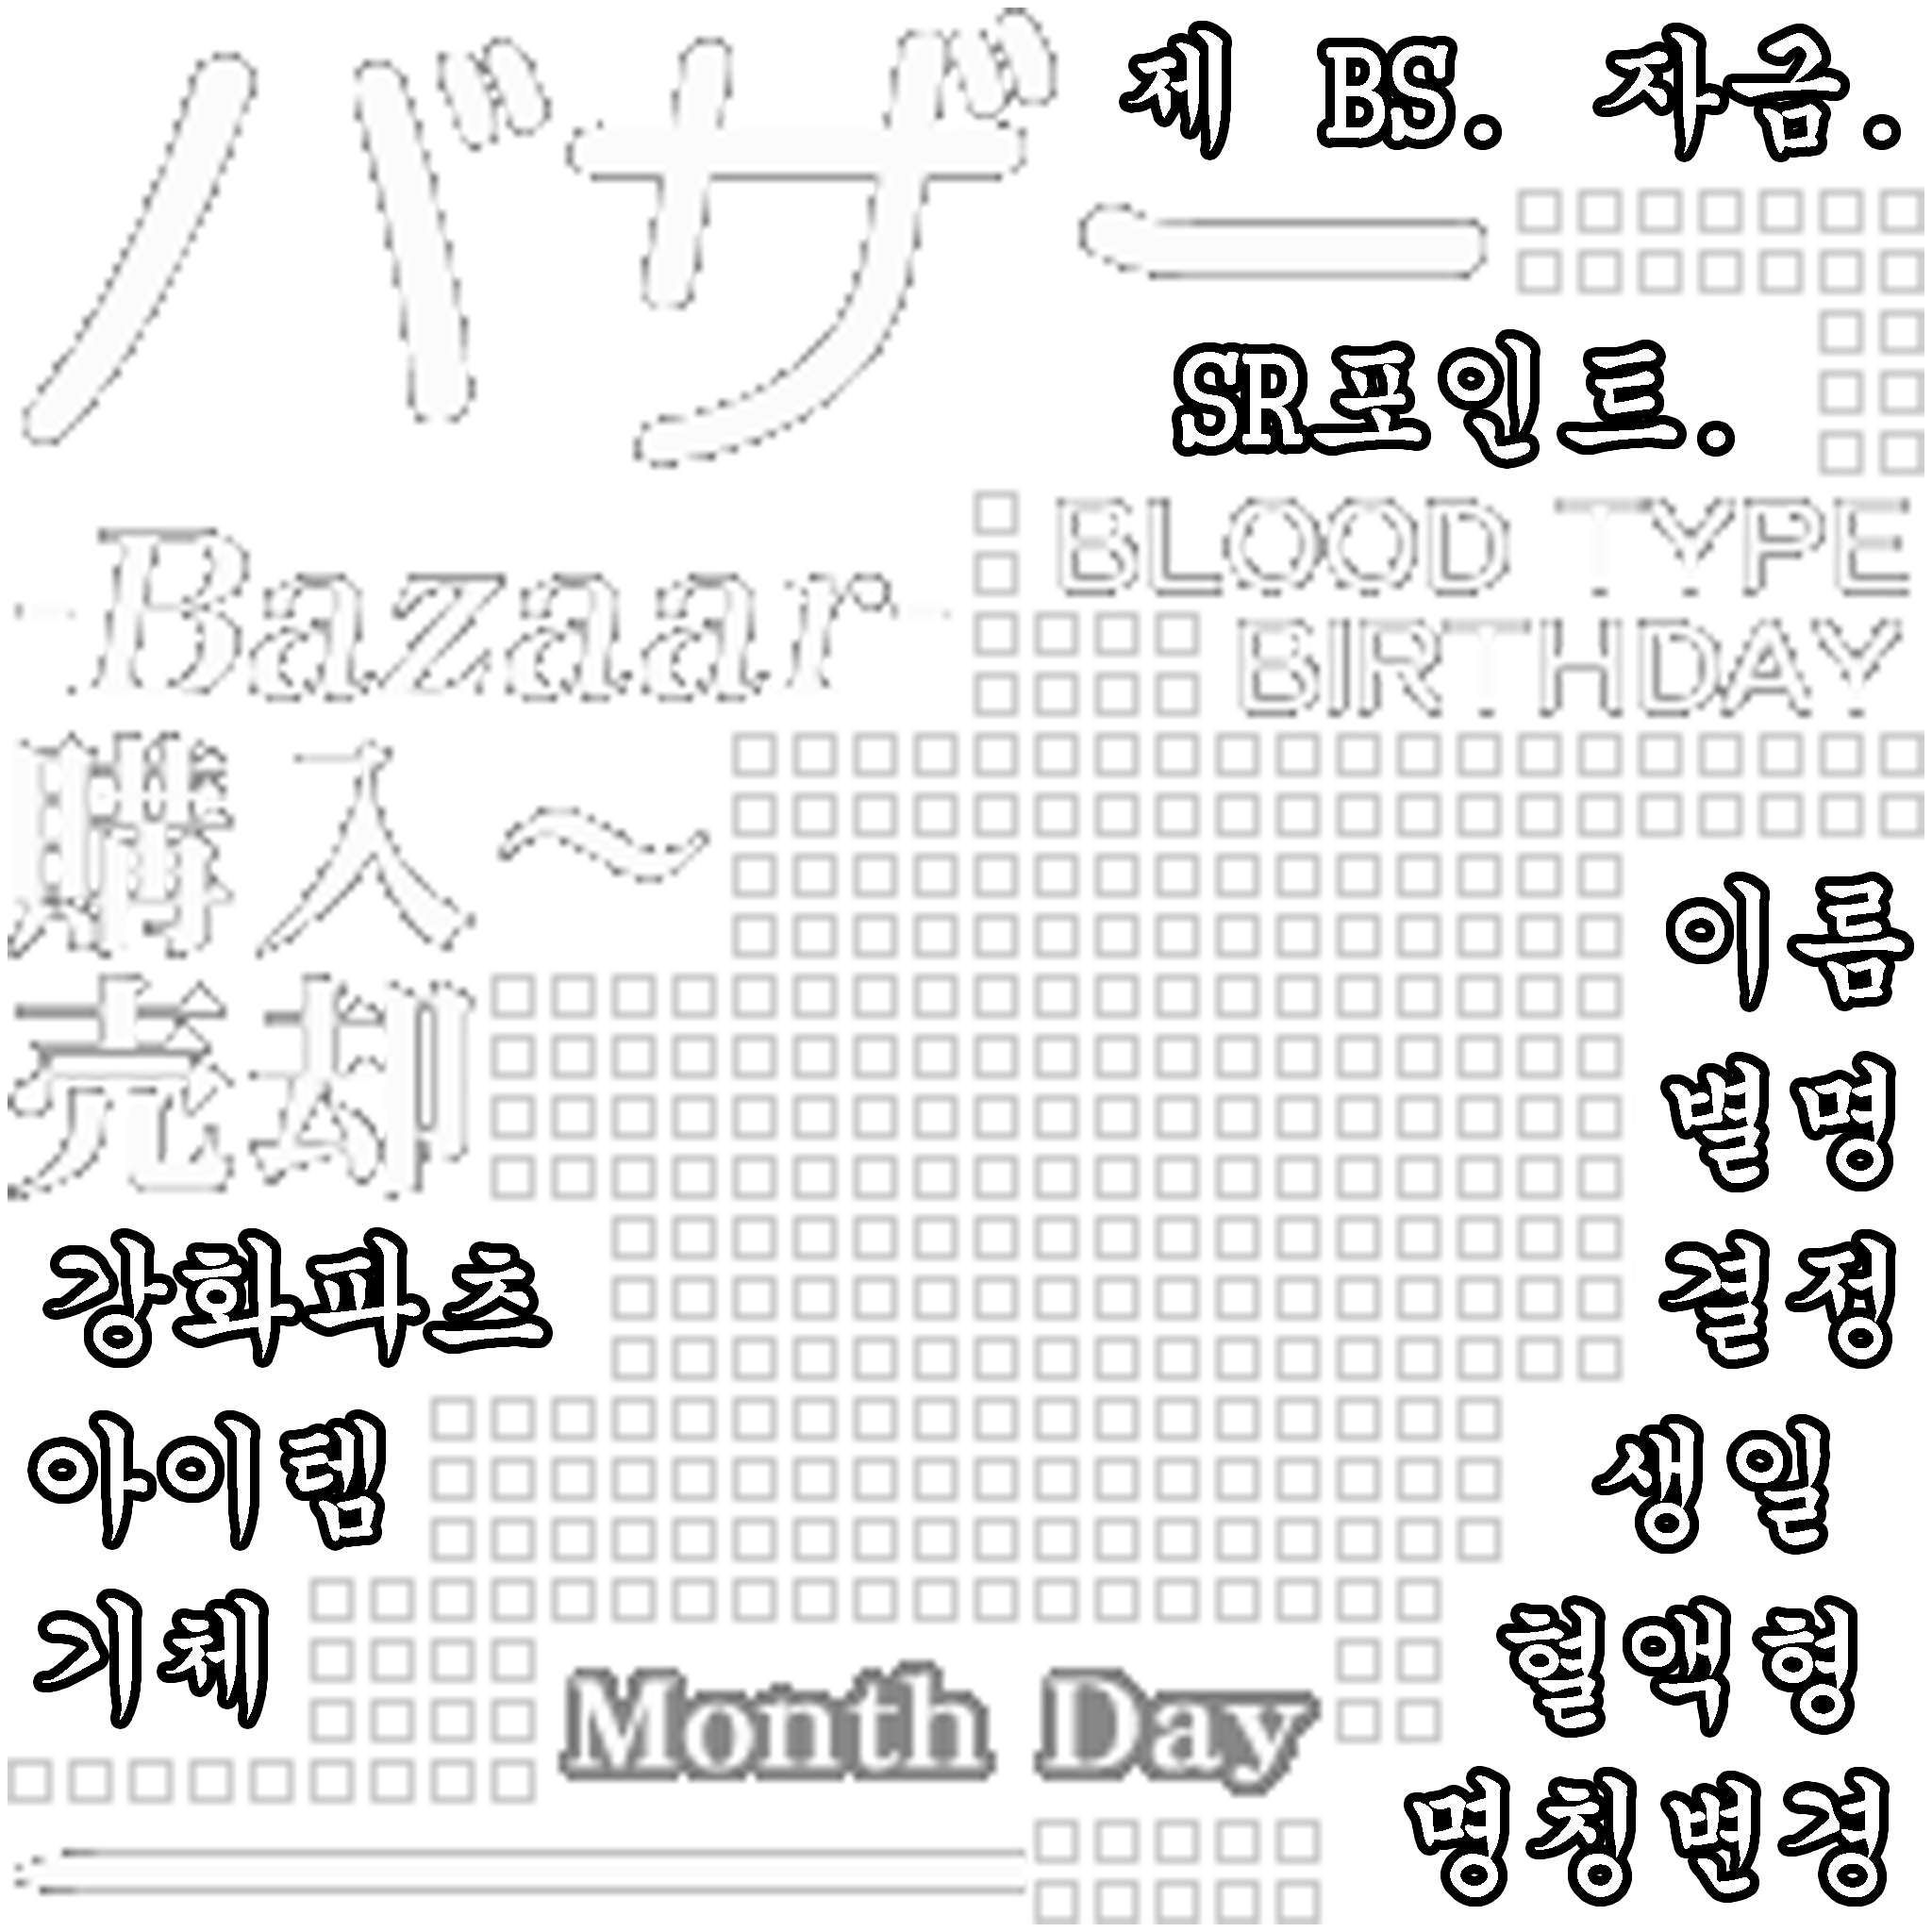 バザー
제 BS. 자금.
SR포인트.
-Bazaar-
BLOOD TYPE
BIRTHDAY
購入～
売却
이름
별명
결정
강화파츠
아이템
생일
기체
혈액형
Month Day
명칭변경